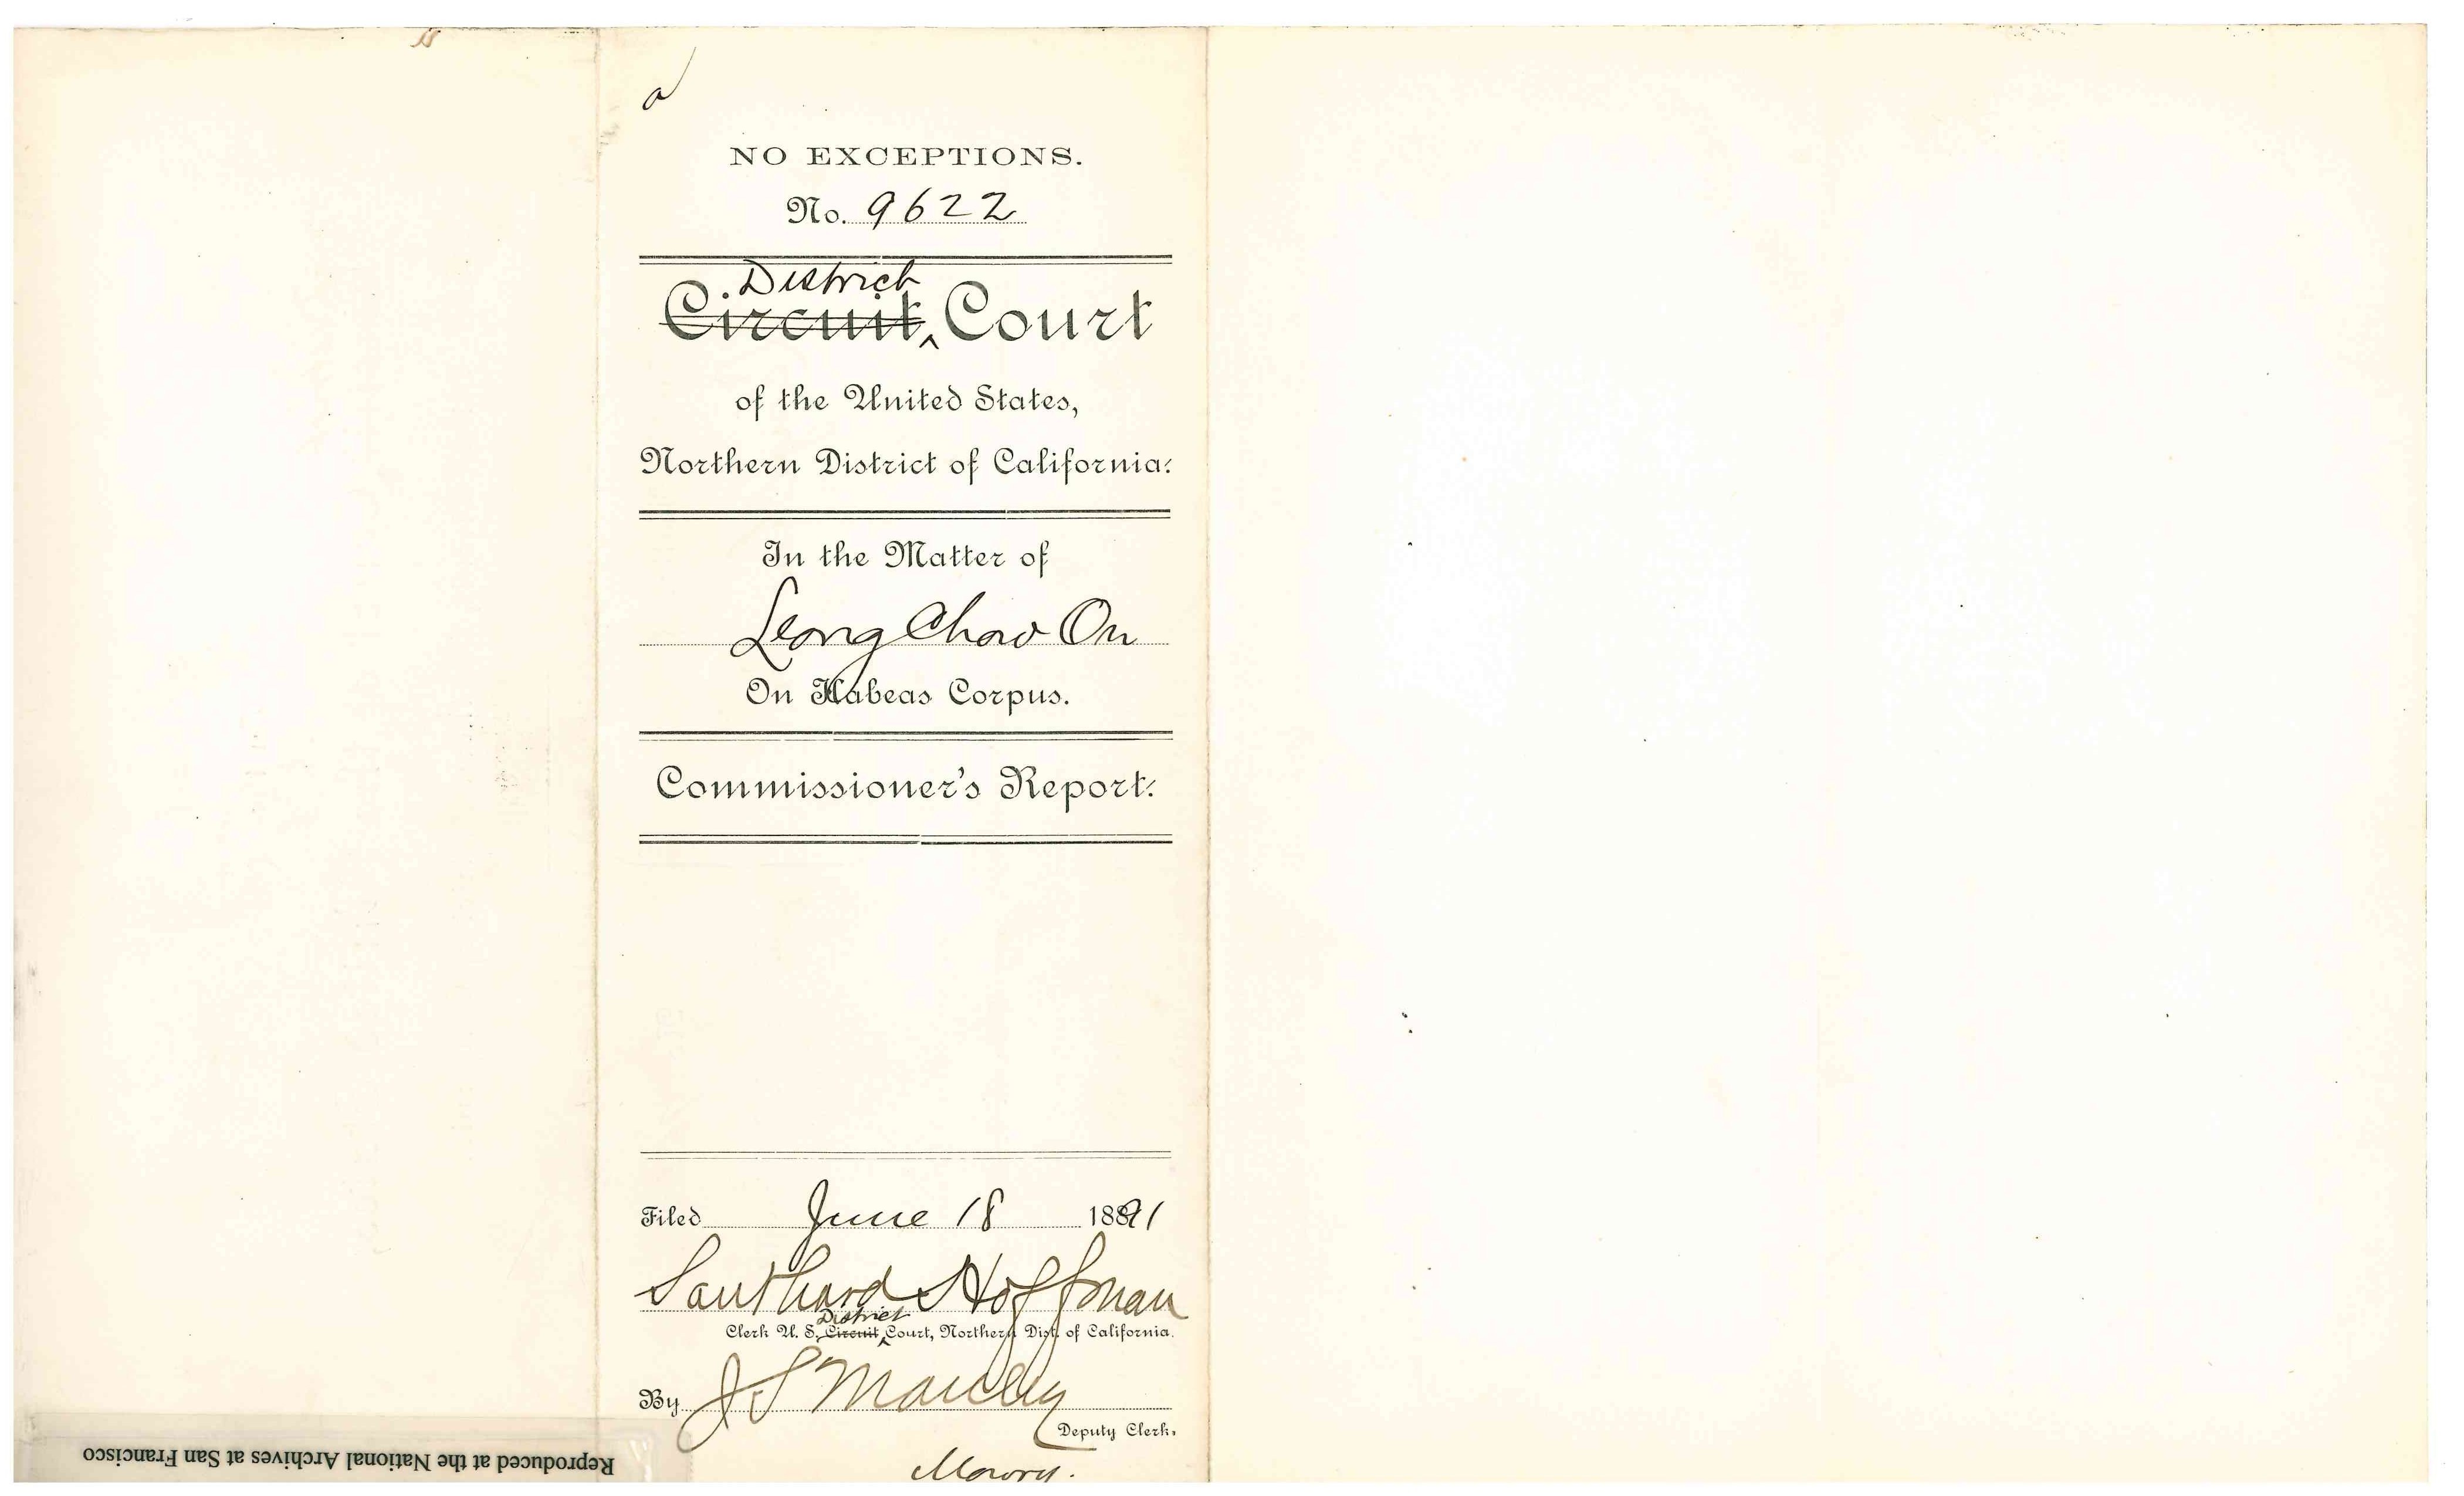 NO EXCEPTIONS.
No. 9622
District
Circuit Court
of the United States,
Northern District of California.
In the Matter of
Leong Chow On
On Habeas Corpus.
Commissioner's Report.
Filed June 18 1891
Southard Hoffman
District
Clerk U. S. Circuit Court, Northern Dist. of California.
By J S Manley
Deputy Clerk.
Mowry.
Reproduced at the National Archives at San Francisco